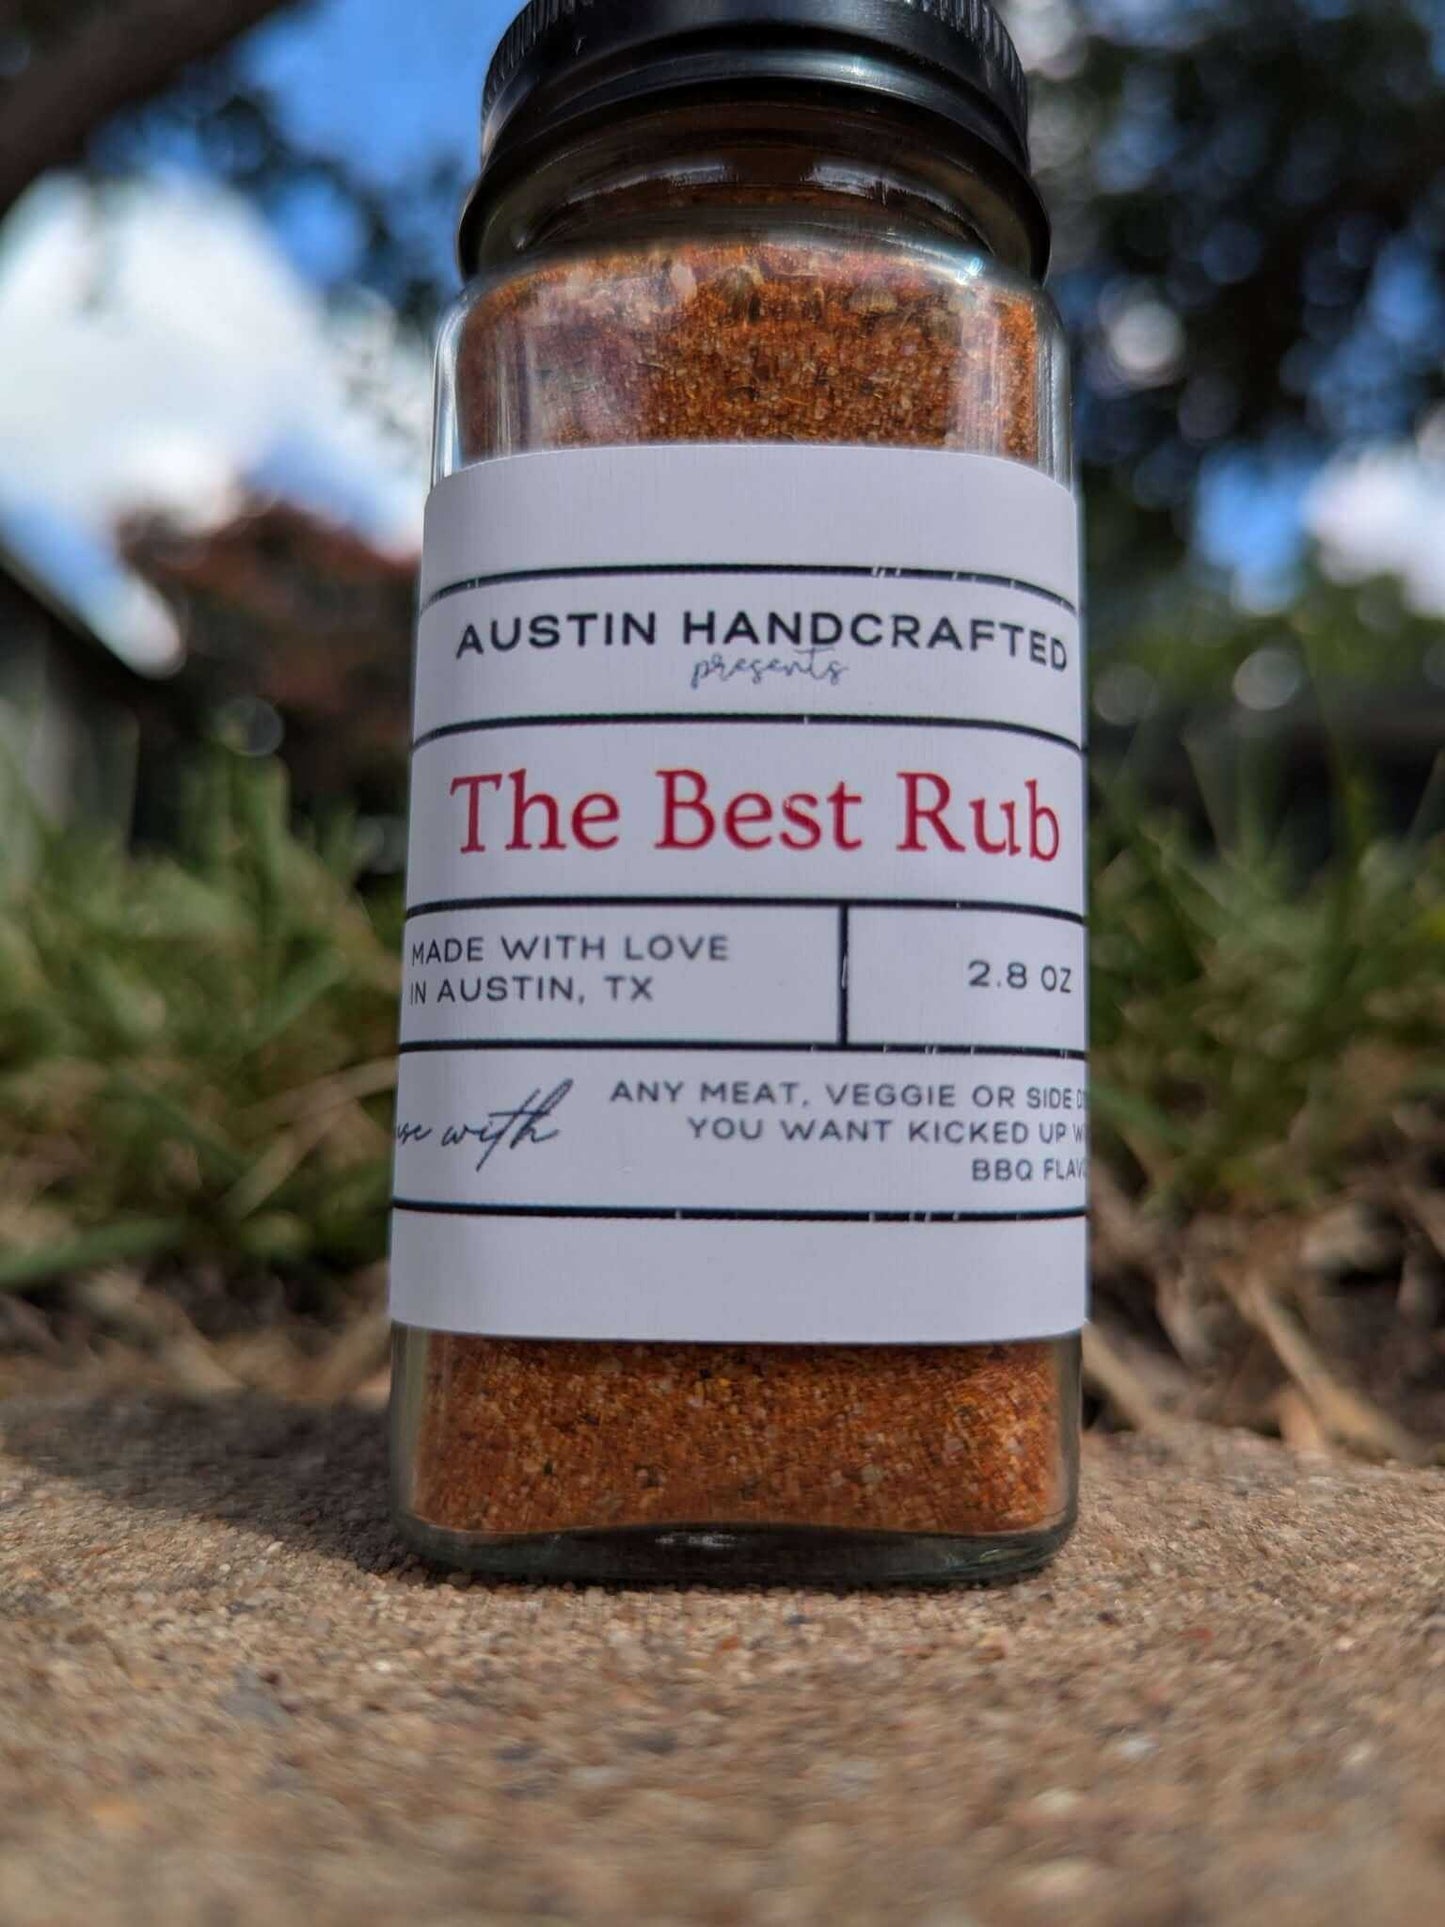 AUSTIN HANDCRAFTED
presents
The Best Rub
MADE WITH LOVE
IN AUSTIN, TX
2.8 OZ
with
ANY MEAT, VEGGIE OR SIDE
YOU WANT KICKED UP
BBQ